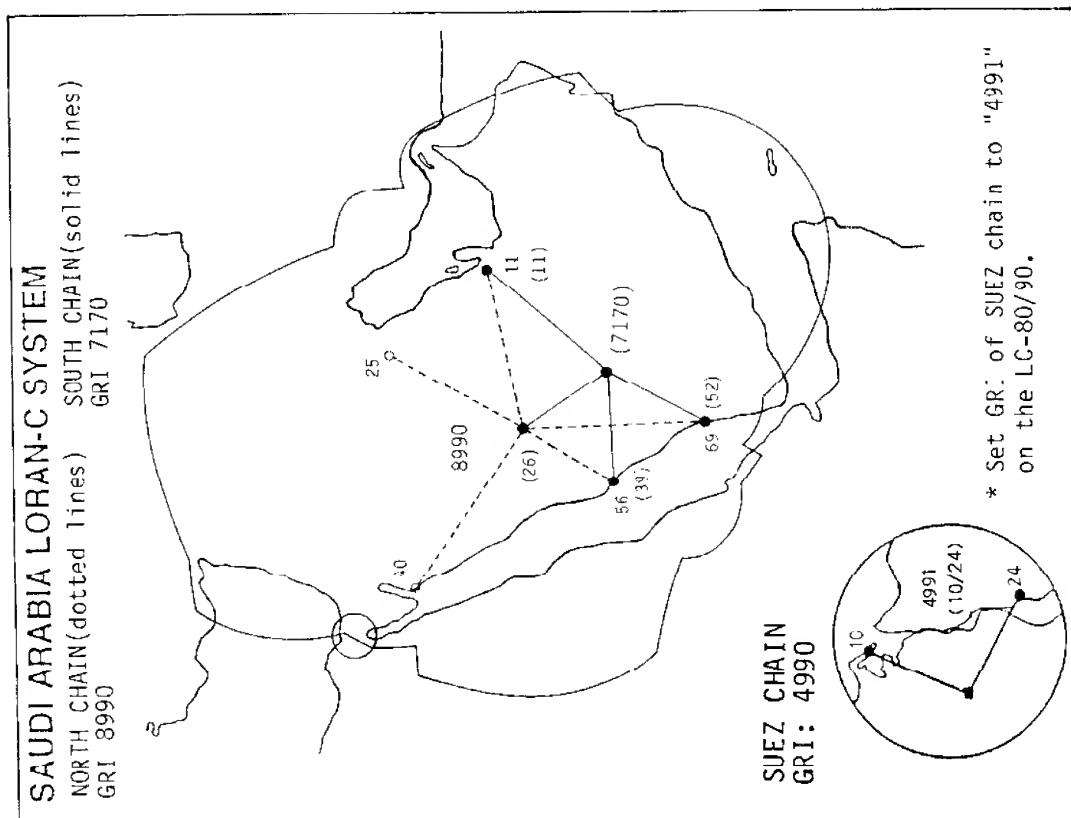 SAUDI ARABIA LORAN-C SYSTEM
NORTH CHAIN(dotted lines)
GRI 8990
SOUTH CHAIN(solid lines)
GRI 7170
25
11
(11)
8990
(26)
(7170)
40
56
(39)
69
(52)
SUEZ CHAIN
GRI: 4990
10
4991
(10/24)
24
* Set GRI of SUEZ chain to "4991"
on the LC-80/90.